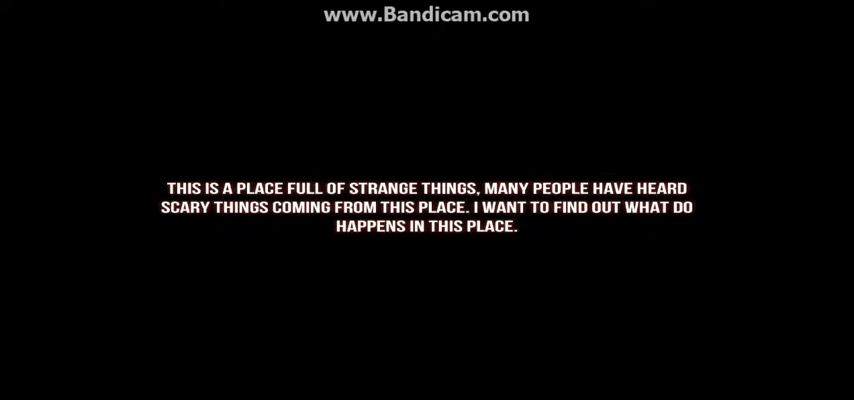 www.Bandicam.com
THIS IS A PLACE FULL OF STRANGE THINGS, MANY PEOPLE HAVE HEARD
SCARY THINGS COMING FROM THIS PLACE. I WANT TO FIND OUT WHAT DO
HAPPENS IN THIS PLACE.